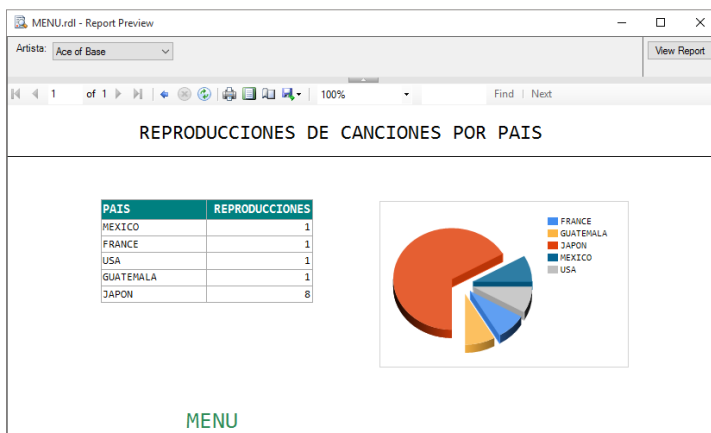 MENU.rdl - Report Preview
Artista: Ace of Base View Report
1 of 1 100% Find | Next
REPRODUCCIONES DE CANCIONES POR PAIS
PAIS REPRODUCCIONES
MEXICO 1
FRANCE 1
USA 1
GUATEMALA 1
JAPON 8
FRANCE
GUATEMALA
JAPON
MEXICO
USA
MENU